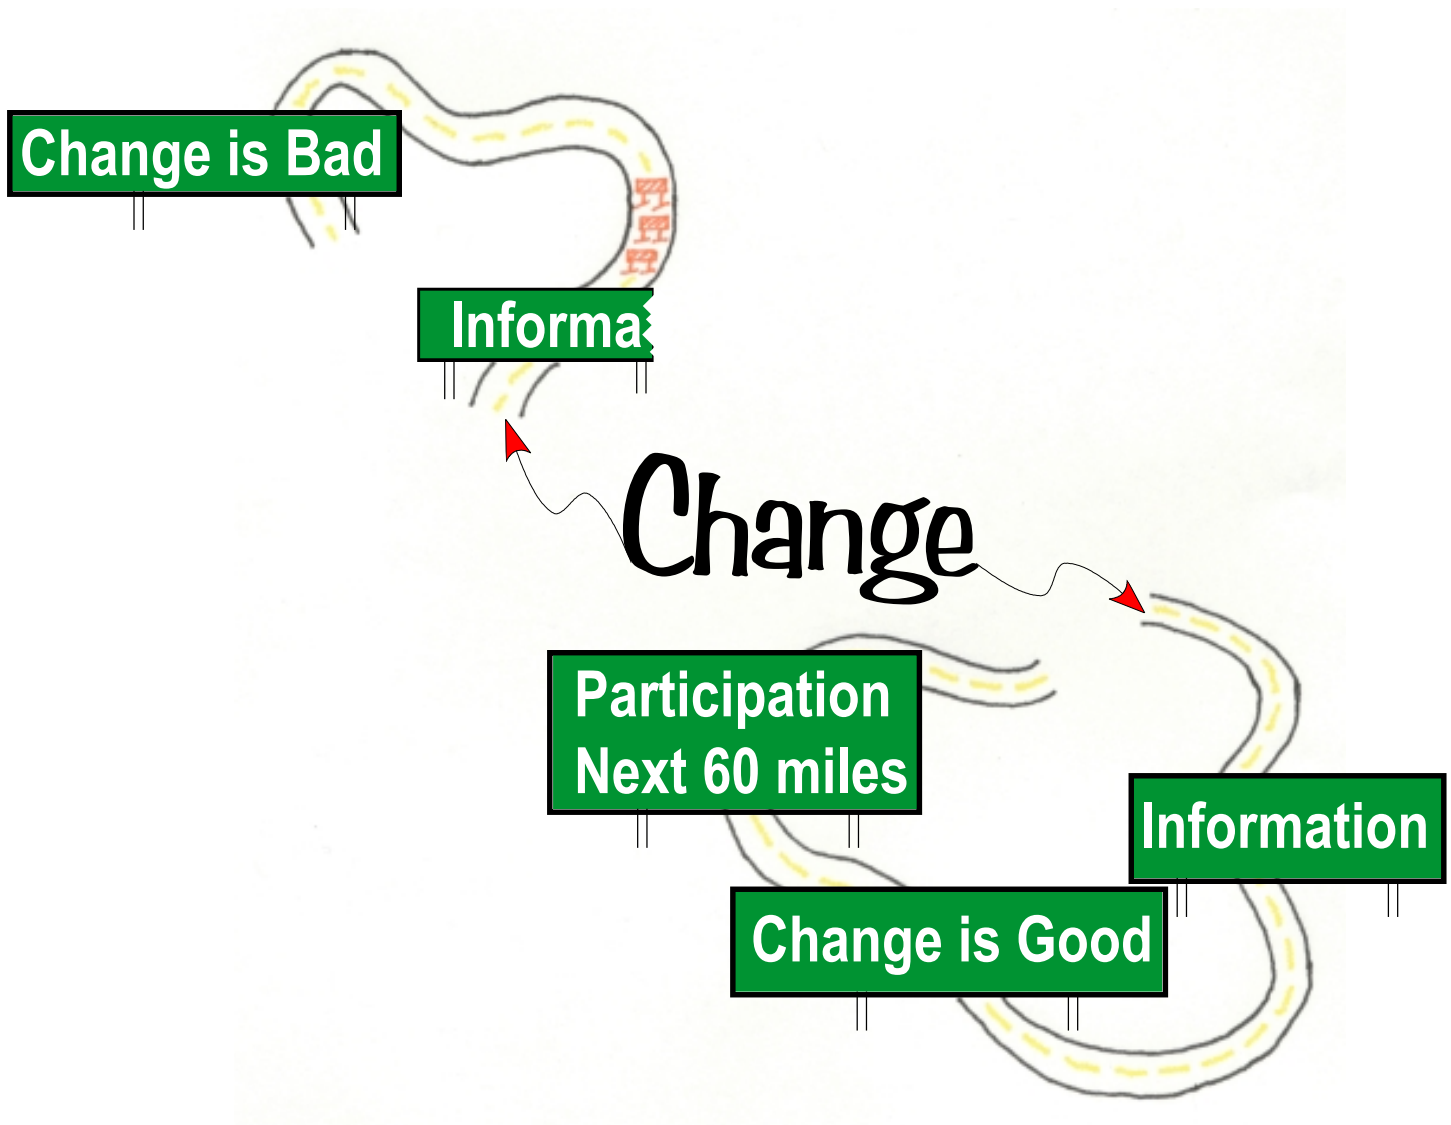 Change is Bad
Informa
Change
Participation
Next 60 miles
Information
Change is Good